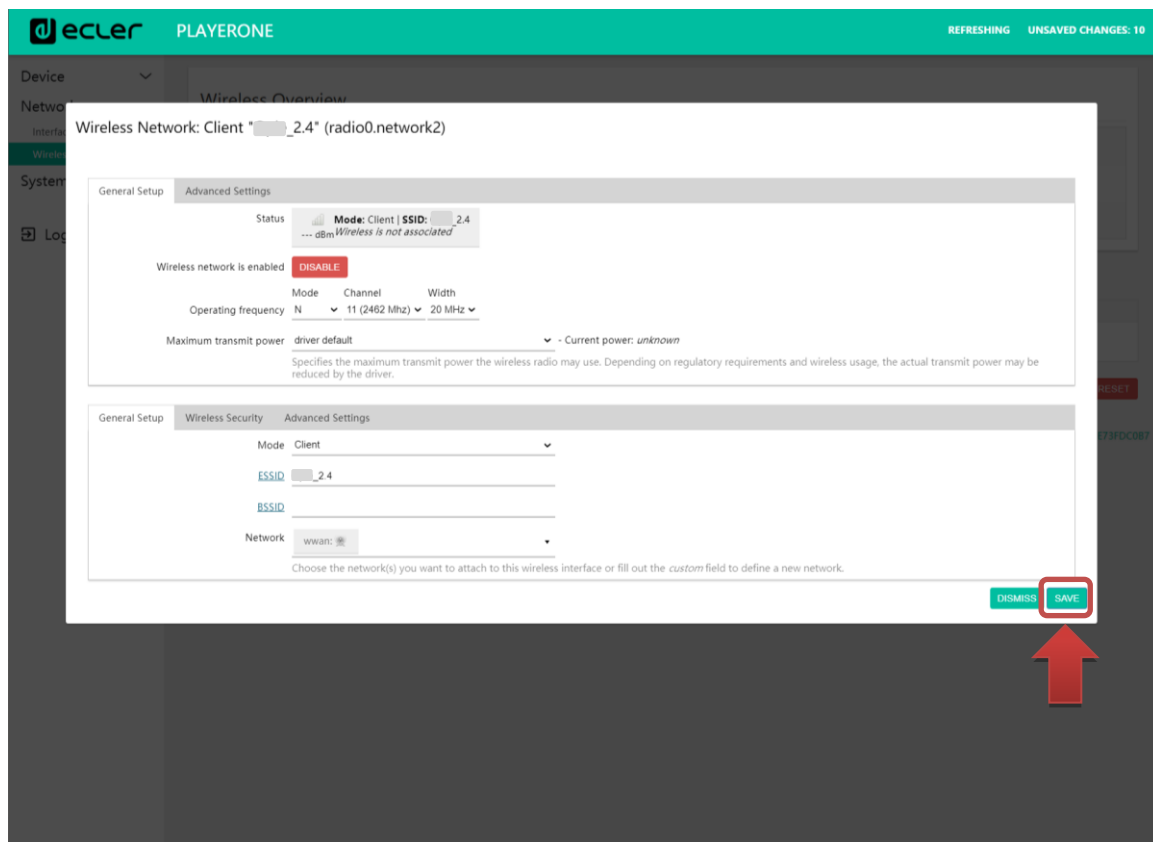 ecler PLAYERONE REFRESHING UNSAVED CHANGES: 10
Device
Wireless Overview
Wireless Network: Client " _2.4" (radio0.network2)
System
General Setup Advanced Settings
Status Mode: Client | SSID: _2.4
--- dBm Wireless is not associated
Wireless network is enabled DISABLE
Mode Channel Width
Operating frequency N 11 (2462 Mhz) 20 MHz
Maximum transmit power driver default - Current power: unknown
Specifies the maximum transmit power the wireless radio may use. Depending on regulatory requirements and wireless usage, the actual transmit power may be
reduced by the driver.
RESET
General Setup Wireless Security Advanced Settings
E73FDC0B7
Mode Client
ESSID _2.4
BSSID
Network wwan:
Choose the network(s) you want to attach to this wireless interface or fill out the custom field to define a new network.
DISMISS SAVE